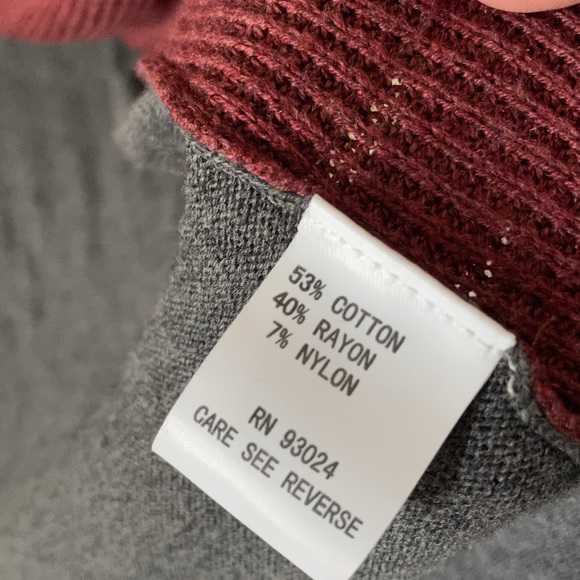 53% COTTON
40% RAYON
7% NYLON
RN 93024
CARE SEE REVERSE